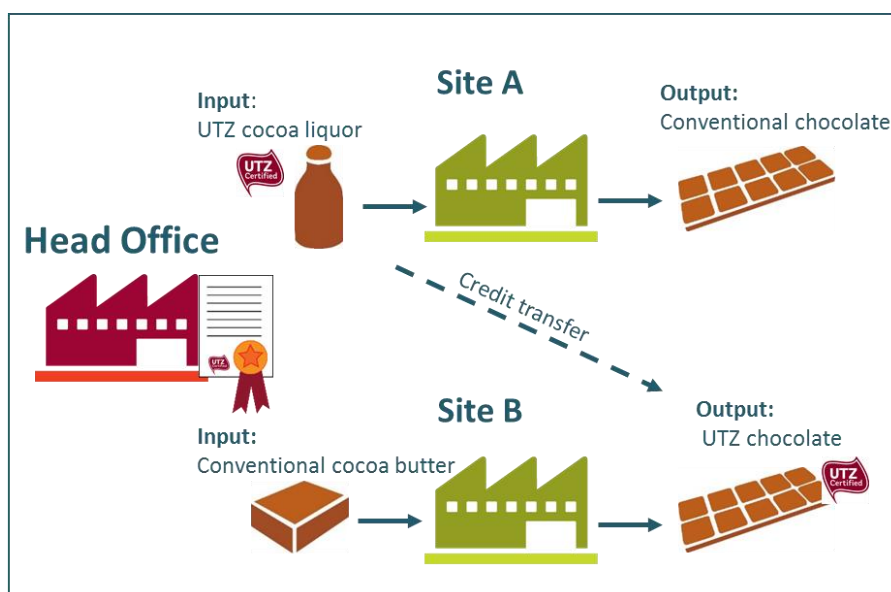 Site A
Input:
UTZ cocoa liquor
Output:
Conventional chocolate
UTZ
Certified
Head Office
UTZ
Credit transfer
Site B
Input:
Conventional cocoa butter
Output:
UTZ chocolate
UTZ
Certified